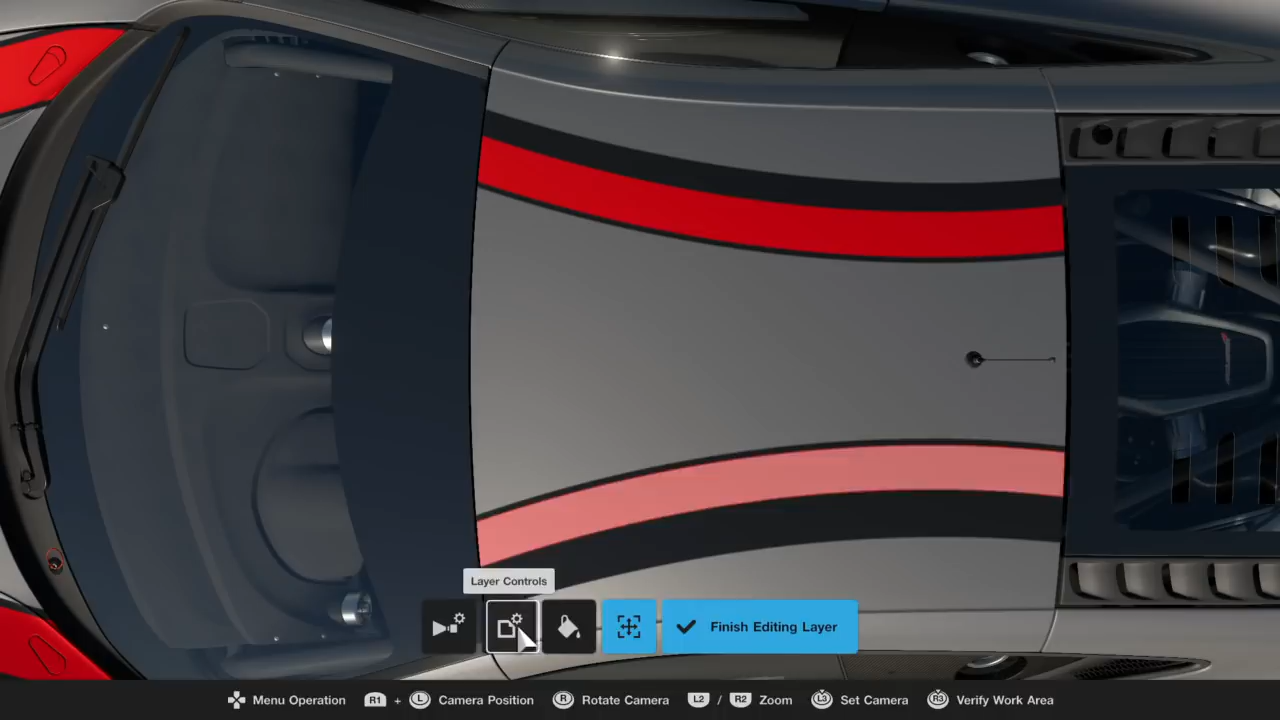 Layer Controls
Finish Editing Layer
Menu Operation R1 + L Camera Position R Rotate Camera L2 / R2 Zoom L3 Set Camera R3 Verify Work Area